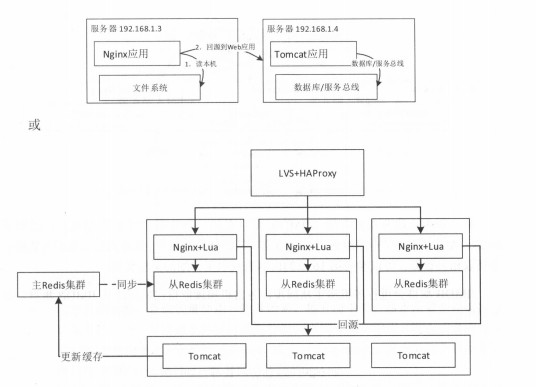 服务器 192.168.1.3
服务器 192.168.1.4
Nginx应用
2、回源到Web应用
Tomcat应用
1、读本机
数据库/服务总线
文件系统
数据库/服务总线
或
LVS+HAProxy
Nginx+Lua
Nginx+Lua
Nginx+Lua
主Redis集群
同步
从Redis集群
从Redis集群
从Redis集群
回源
更新缓存
Tomcat
Tomcat
Tomcat